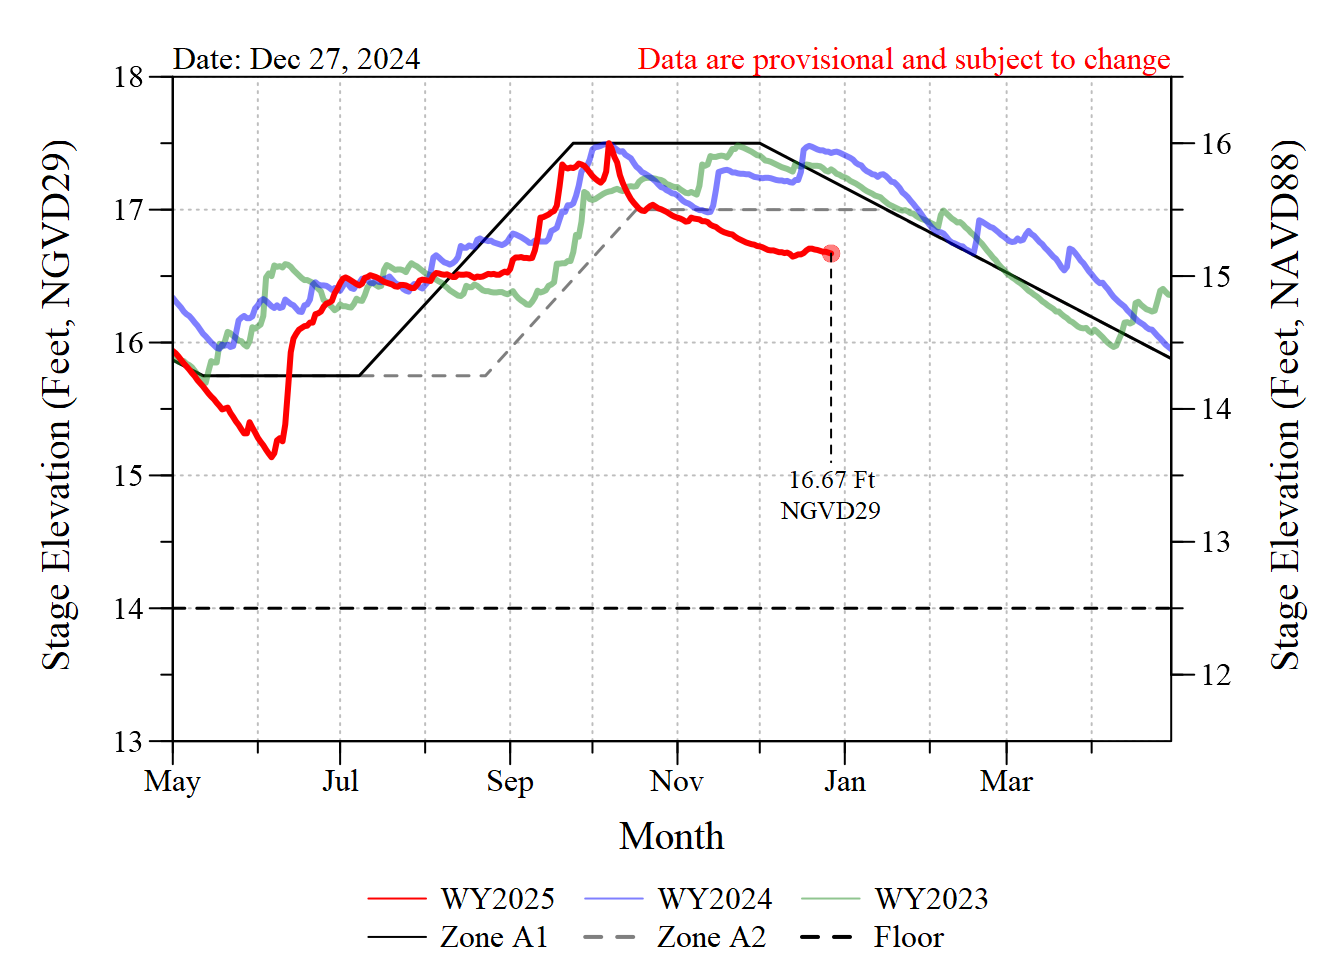 Date: Dec 27, 2024
Data are provisional and subject to change
Stage Elevation (Feet, NGVD29)
18
17
16
15
14
13
16
15
14
13
12
Stage Elevation (Feet, NAVD88)
16.67 Ft
NGVD29
May Jul Sep Nov Jan Mar
Month
WY2025 WY2024 WY2023
Zone A1 Zone A2 Floor